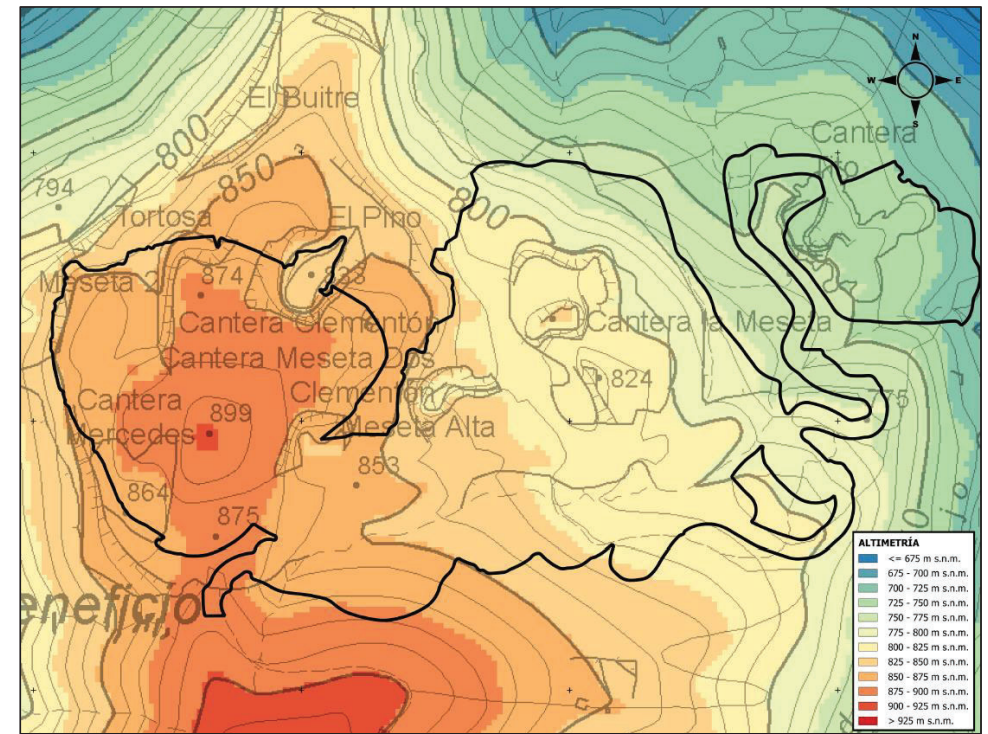 N
W E
S
El Buitre
800
Cantera
Tito
850
794
800
Tortosa
El Pino
Meseta 2
874
833
Cantera Clementón
Cantera la Meseta
Cantera Meseta Dos
824
Cantera
Clementón
775
Mercedes
899
Meseta Alta
853
864
875
eneficio
ALTIMETRÍA
<= 675 m s.n.m.
675 - 700 m s.n.m.
700 - 725 m s.n.m.
725 - 750 m s.n.m.
750 - 775 m s.n.m.
775 - 800 m s.n.m.
800 - 825 m s.n.m.
825 - 850 m s.n.m.
850 - 875 m s.n.m.
875 - 900 m s.n.m.
900 - 925 m s.n.m.
> 925 m s.n.m.